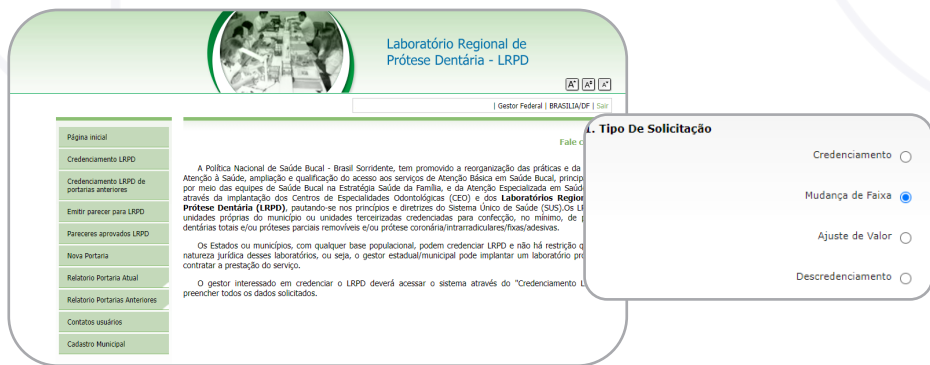 Laboratório Regional de
Prótese Dentária - LRPD
| Gestor Federal | BRASILIA/DF | Sair
Página inicial
Credenciamento LRPD
Credenciamento LRPD de
portarias anteriores
Emitir parecer para LRPD
Pareceres aprovados LRPD
Nova Portaria
Relatorio Portaria Atual
Relatorio Portarias Anteriores
Contatos usuários
Cadastro Municipal
Fale
A Política Nacional de Saúde Bucal - Brasil Sorridente, tem promovido a reorganização das práticas e da
Atenção à Saúde, ampliação e qualificação do acesso aos serviços de Atenção Básica em Saúde Bucal,
por meio das equipes de Saúde Bucal na Estratégia Saúde da Família, e da Atenção Especializada em
através da implantação dos Centros de Especialidades Odontológicas (CEO) e dos Laboratórios
Prótese Dentária (LRPD), pautando-se nos princípios e diretrizes do Sistema Único de Saúde (SUS).Os
unidades próprias do município ou unidades terceirizadas credenciadas para confecção, no mínimo, de
dentárias totais e/ou próteses parciais removíveis e/ou prótese coronária/intrarradiculares/fixas/adesivas.
Os Estados ou municípios, com qualquer base populacional, podem credenciar LRPD e não há restrição
natureza jurídica desses laboratórios, ou seja, o gestor estadual/municipal pode implantar um laboratório
contratar a prestação do serviço.
O gestor interessado em credenciar o LRPD deverá acessar o sistema através do "Credenciamento
preencher todos os dados solicitados.
1. Tipo De Solicitação
Credenciamento
Mudança de Faixa
Ajuste de Valor
Descredenciamento